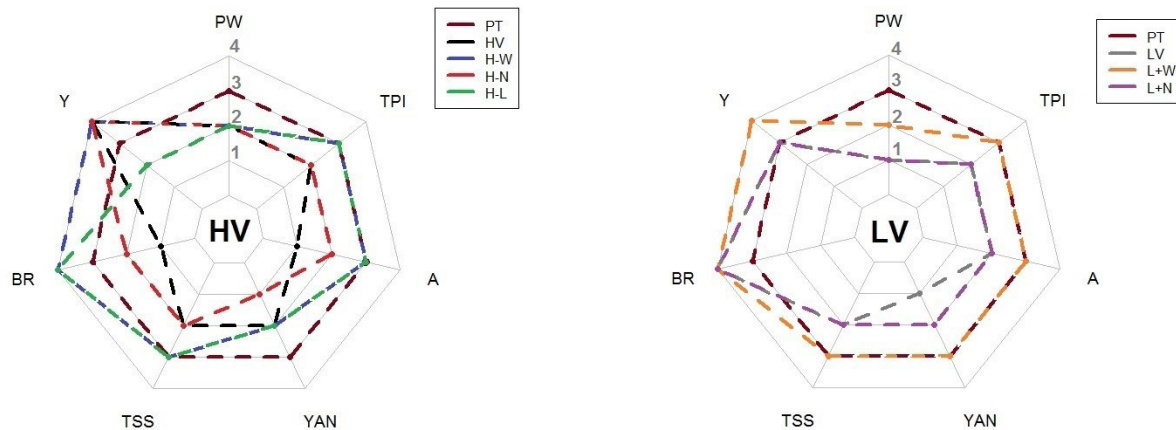 PW
4
3
2
1
TPI
A
YAN
TSS
BR
Y
HV
PT
HV
H-W
H-N
H-L
PW
4
3
2
1
TPI
A
YAN
TSS
BR
Y
LV
PT
LV
L+W
L+N